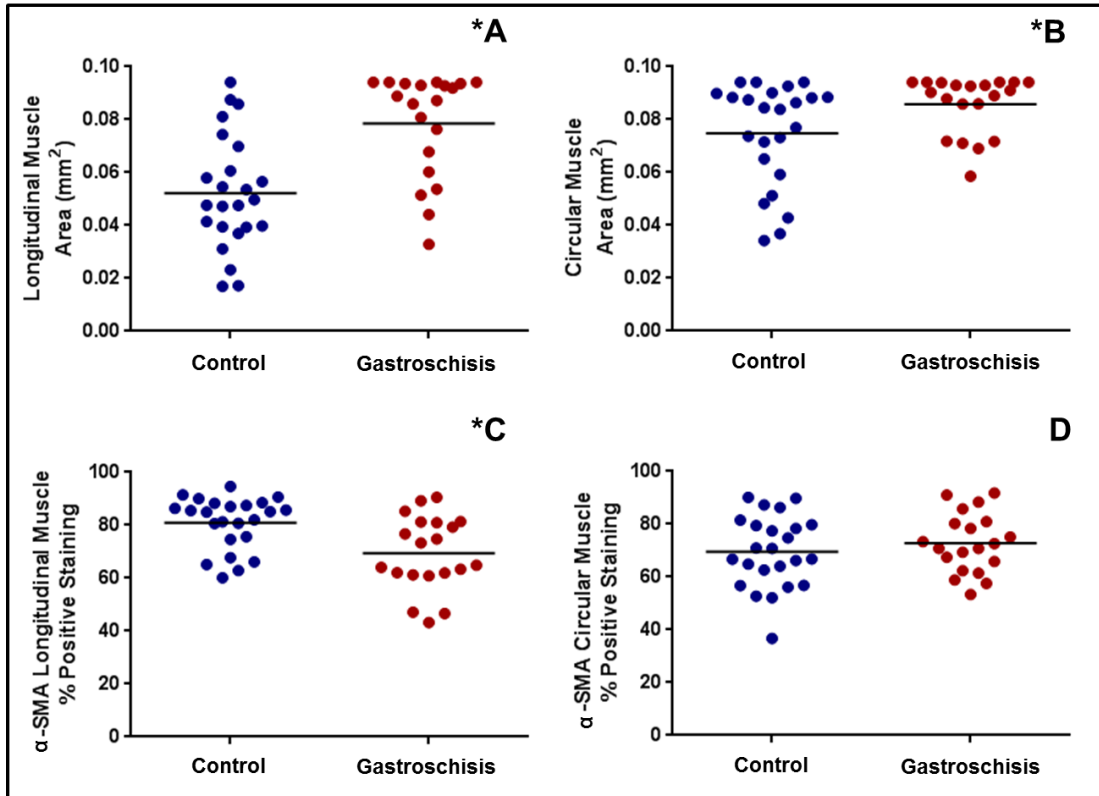 *A
Longitudinal Muscle
Area (mm²)
0.10
0.08
0.06
0.04
0.02
0.00
Control
Gastroschisis
*B
Circular Muscle
Area (mm²)
0.10
0.08
0.06
0.04
0.02
0.00
Control
Gastroschisis
*C
α-SMA Longitudinal Muscle
% Positive Staining
100
80
60
40
20
0
Control
Gastroschisis
D
α-SMA Circular Muscle
% Positive Staining
100
80
60
40
20
0
Control
Gastroschisis